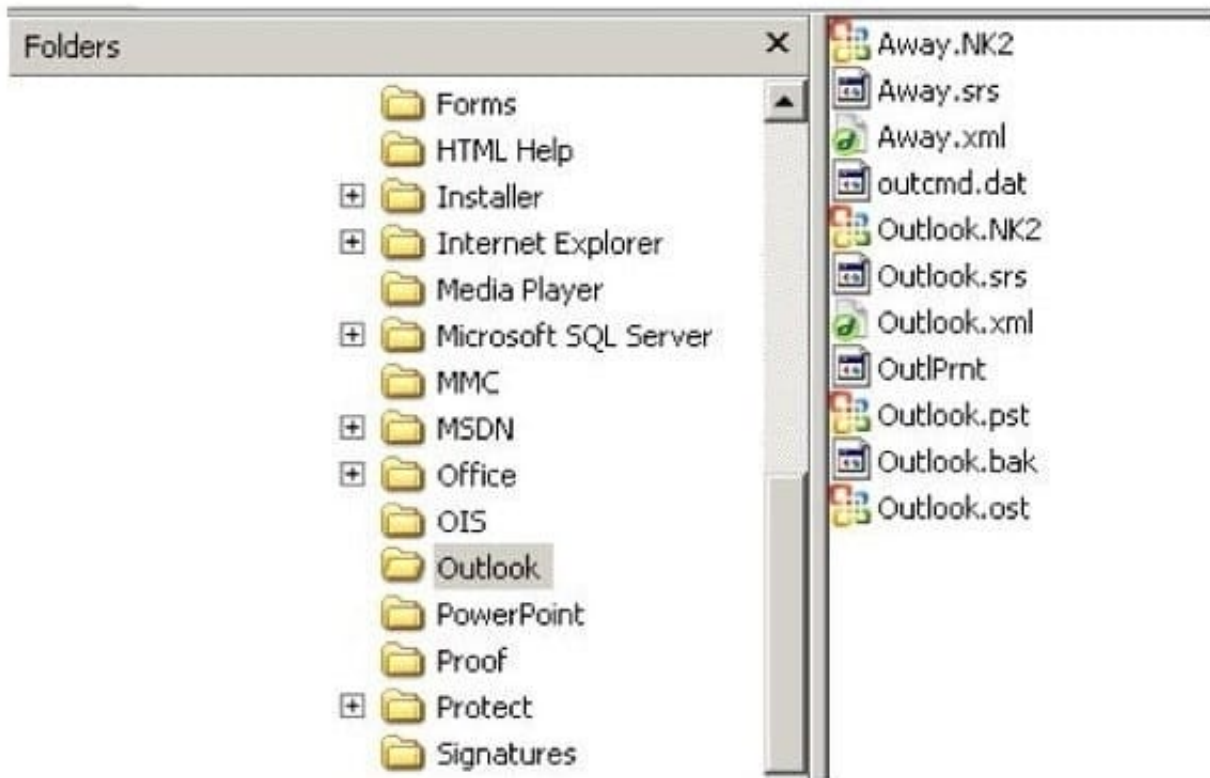 Folders
Forms
HTML Help
Installer
Internet Explorer
Media Player
Microsoft SQL Server
MMC
MSDN
Office
OIS
Outlook
PowerPoint
Proof
Protect
Signatures
Away.NK2
Away.srs
Away.xml
outcmd.dat
Outlook.NK2
Outlook.srs
Outlook.xml
OutlPrnt
Outlook.pst
Outlook.bak
Outlook.ost